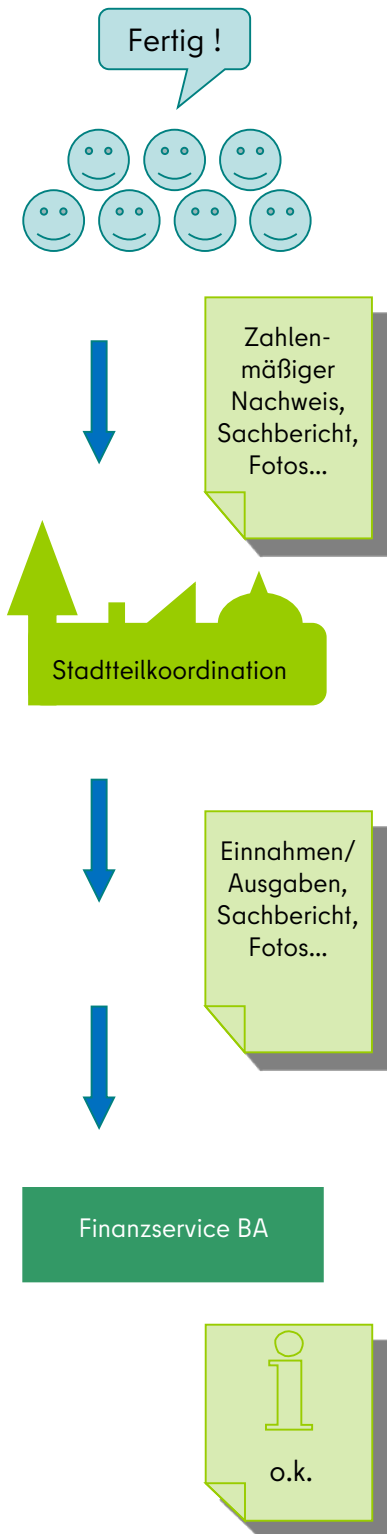 Fertig !
Zahlen-
mäßiger
Nachweis,
Sachbericht,
Fotos...
Stadtteilkoordination
Einnahmen/
Ausgaben,
Sachbericht,
Fotos...
Finanzservice BA
i
o.k.